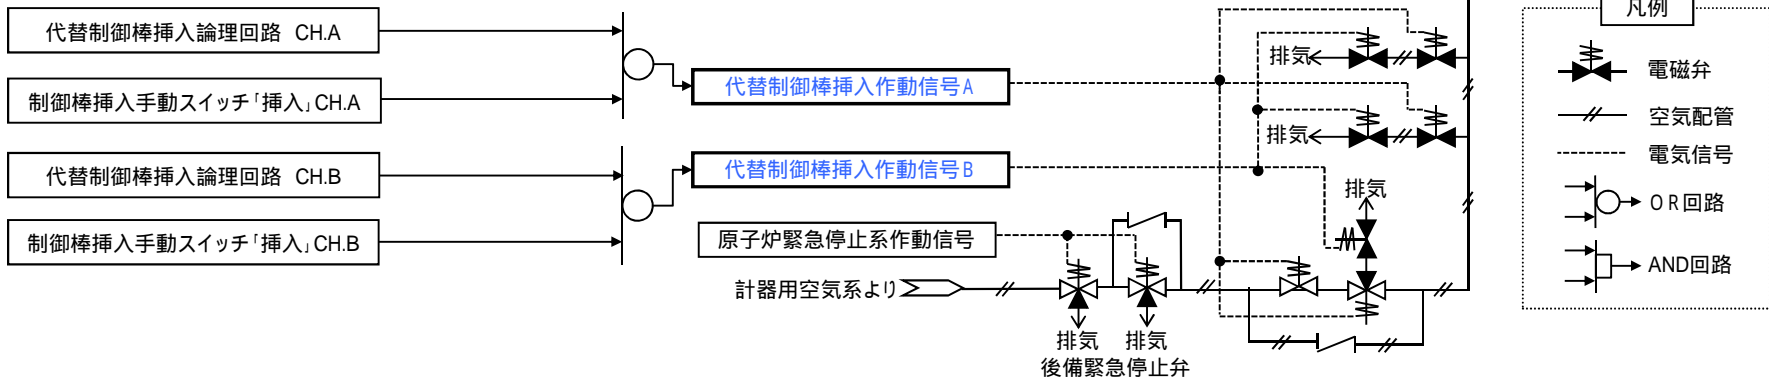 代替制御棒挿入論理回路 CH.A
制御棒挿入手動スイッチ「挿入」CH.A
代替制御棒挿入作動信号A
代替制御棒挿入論理回路 CH.B
制御棒挿入手動スイッチ「挿入」CH.B
代替制御棒挿入作動信号B
原子炉緊急停止系作動信号
計器用空気系より
排気
排気
排気
排気 排気
後備緊急停止弁
凡例
電磁弁
空気配管
電気信号
OR回路
AND回路